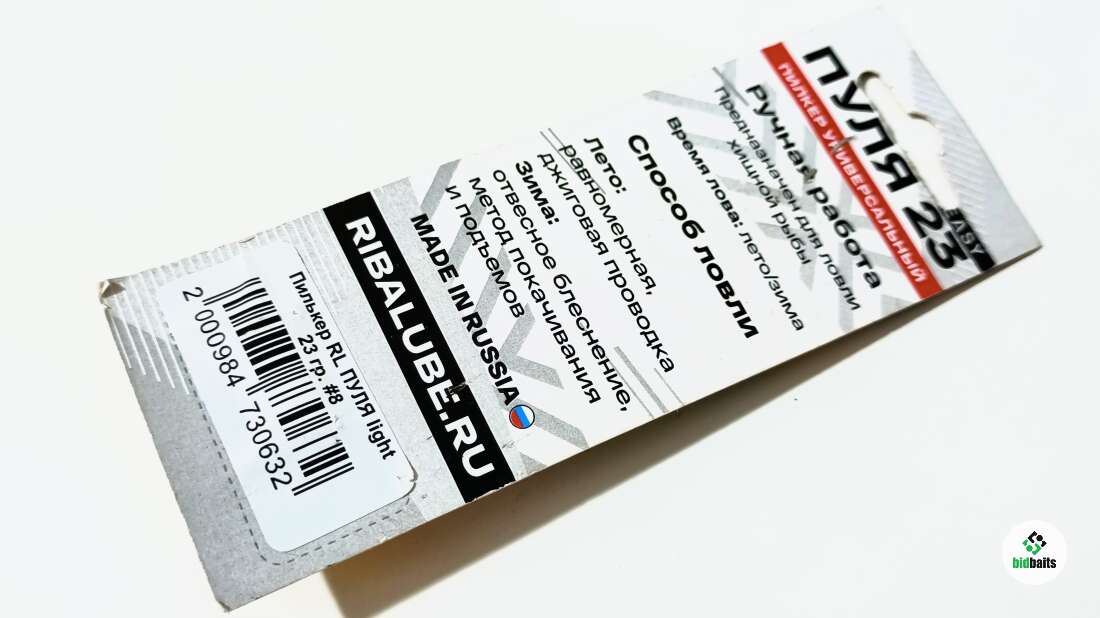 ПУЛЯ 23
EASY
ПИЛКЕР УНИВЕРСАЛЬНЫЙ
Ручная работа
Предназначен для ловли
хищной рыбы
Время лова: лето/зима
Способ ловли
Лето:
равномерная,
джиговая проводка
Зима:
отвесное блеснение,
метод покачивания
и подъемов
MADE IN RUSSIA
RIBALUBE.RU
Пилькер RL ПУЛЯ light
23 гр. #8
2 000984 730632
bidbaits